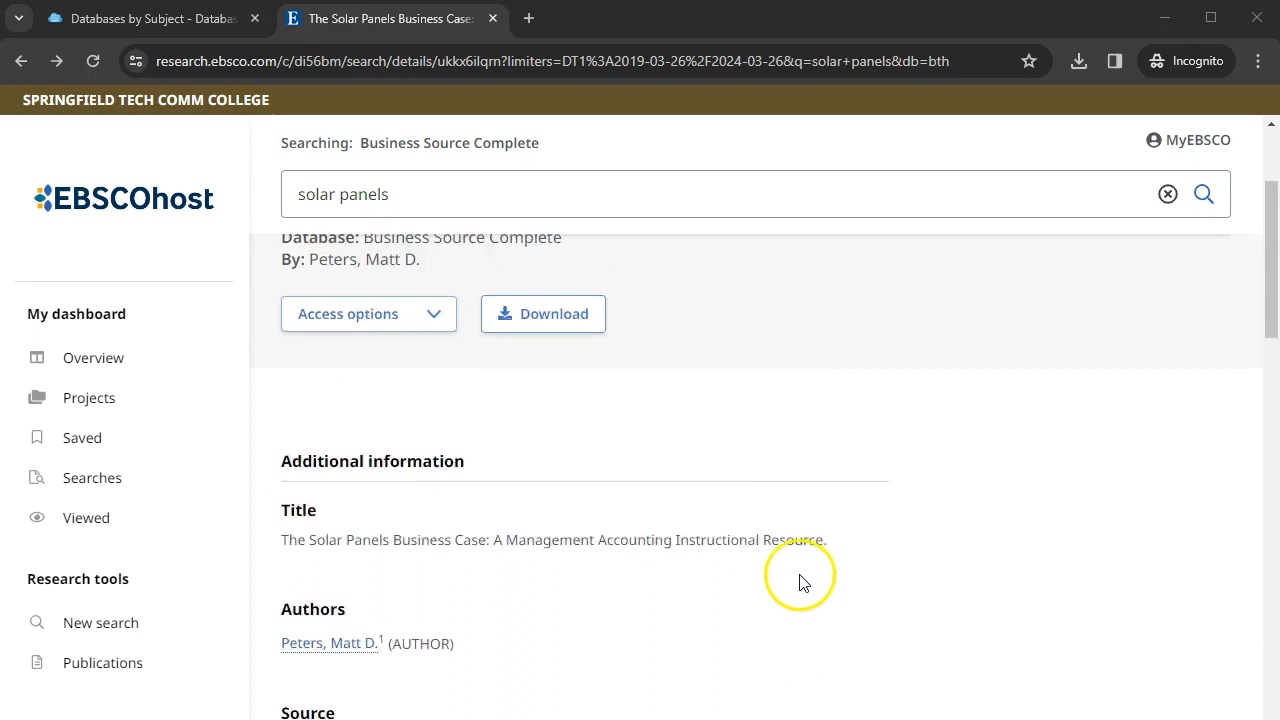 Databases by Subject - Databas
The Solar Panels Business Case:
research.ebsco.com/c/di56bm/search/details/ukkx6ilqrn?limiters=DT1%3A2019-03-26%2F2024-03-26&q=solar+panels&db=bth
Incognito
SPRINGFIELD TECH COMM COLLEGE
Searching: Business Source Complete
MyEBSCO
EBSCOhost
solar panels
Database: Business Source Complete
By: Peters, Matt D.
Access options
Download
My dashboard
Overview
Projects
Saved
Searches
Viewed
Research tools
New search
Publications
Additional information
Title
The Solar Panels Business Case: A Management Accounting Instructional Resource.
Authors
Peters, Matt D.1 (AUTHOR)
Source